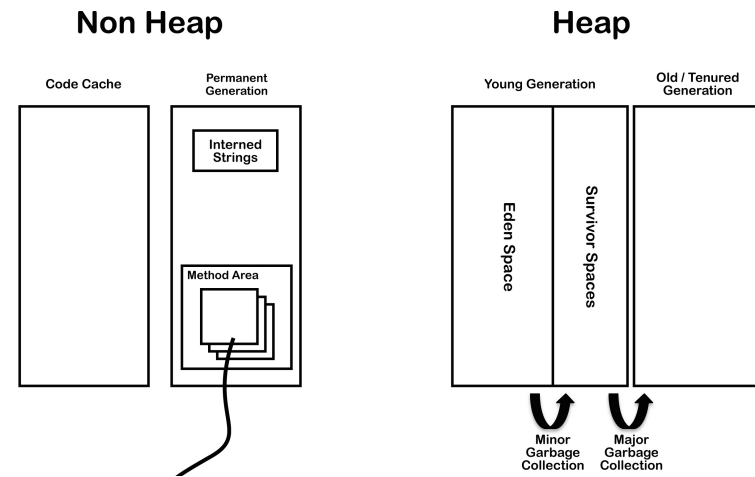 Non Heap
Heap
Code Cache
Permanent
Generation
Young Generation
Old / Tenured
Generation
Interned
Strings
Eden Space
Survivor Spaces
Method Area
Minor
Garbage
Collection
Major
Garbage
Collection